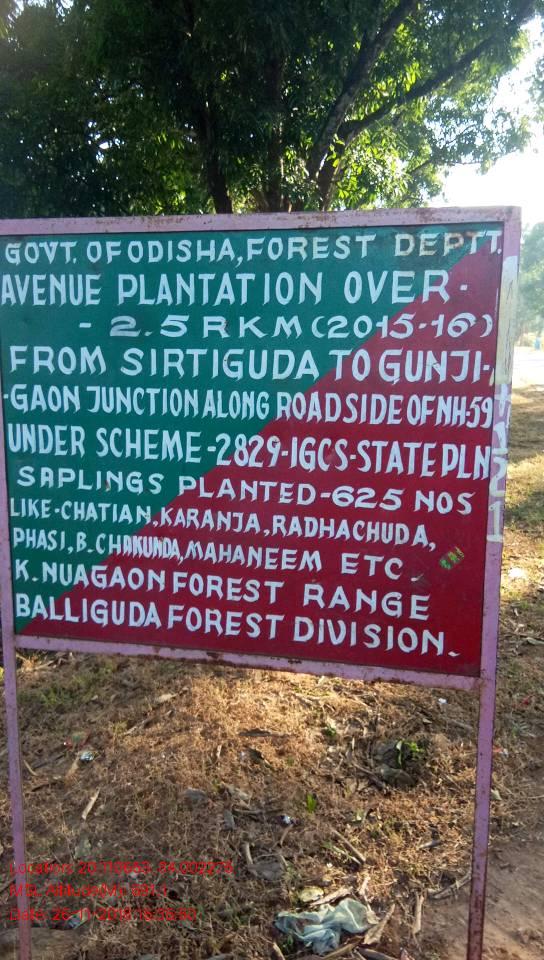 GOVT. OF ODISHA, FOREST DEPTT.
AVENUE PLANTATION OVER -
- 2.5 RKM (2015-16)
FROM SIRTIGUDA TO GUNJI-
-GAON JUNCTION ALONG ROADSIDE OF NH-59
UNDER SCHEME-2829-IGCS-STATE PLN
SAPLINGS PLANTED-625 NOS
LIKE-CHATIAN, KARANJA, RADHACHUDA,
PHASI, B.CHAKUNDA, MAHANEEM ETC.
K. NUAGAON FOREST RANGE
BALLIGUDA FOREST DIVISION.
Location:
Date: